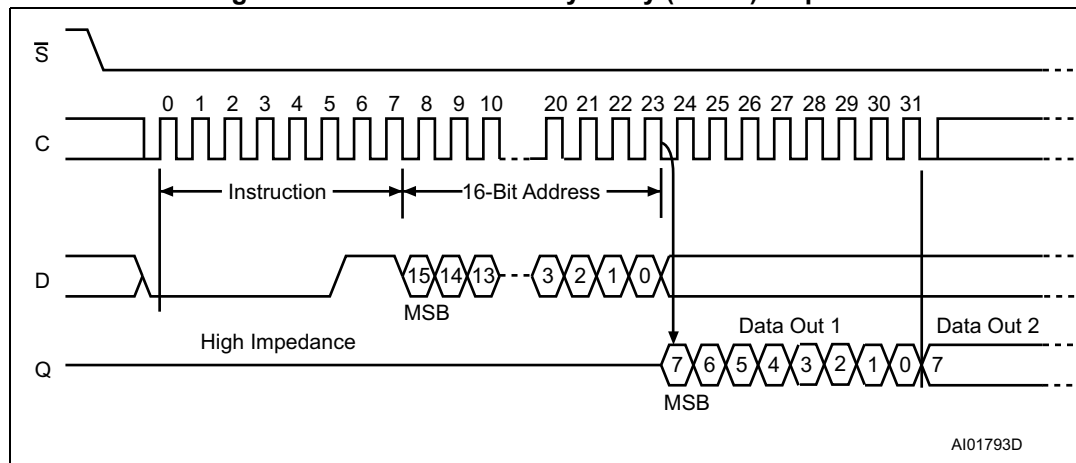 S̅
0 1 2 3 4 5 6 7 8 9 10 20 21 22 23 24 25 26 27 28 29 30 31
C
Instruction 16-Bit Address
D
15 14 13 3 2 1 0
MSB
High Impedance Data Out 1 Data Out 2
Q
7 6 5 4 3 2 1 0 7
MSB
AI01793D